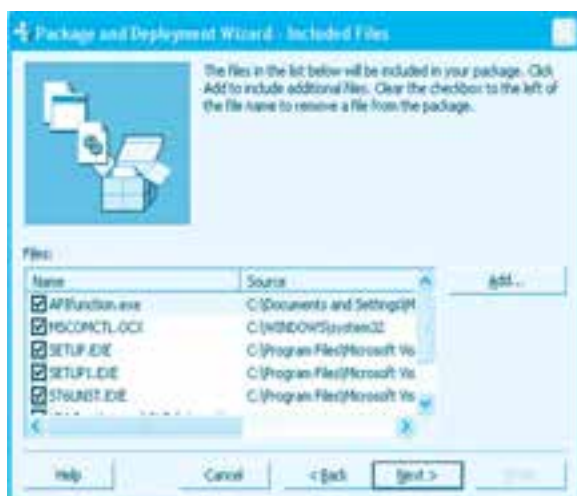 Package and Deployment Wizard - Included Files
The files in the list below will be included in your package. Click
Add to include additional files. Clear the checkbox to the left of
the file name to remove a file from the package.
Files:
Name Source
APIfunction.exe C:\Documents and Settings\M
MSCOMCTL.OCX C:\WINDOWS\system32
SETUP.EXE C:\Program Files\Microsoft Vis
SETUP1.EXE C:\Program Files\Microsoft Vis
ST6UNST.EXE C:\Program Files\Microsoft Vis
Add...
Help Cancel < Back Next >